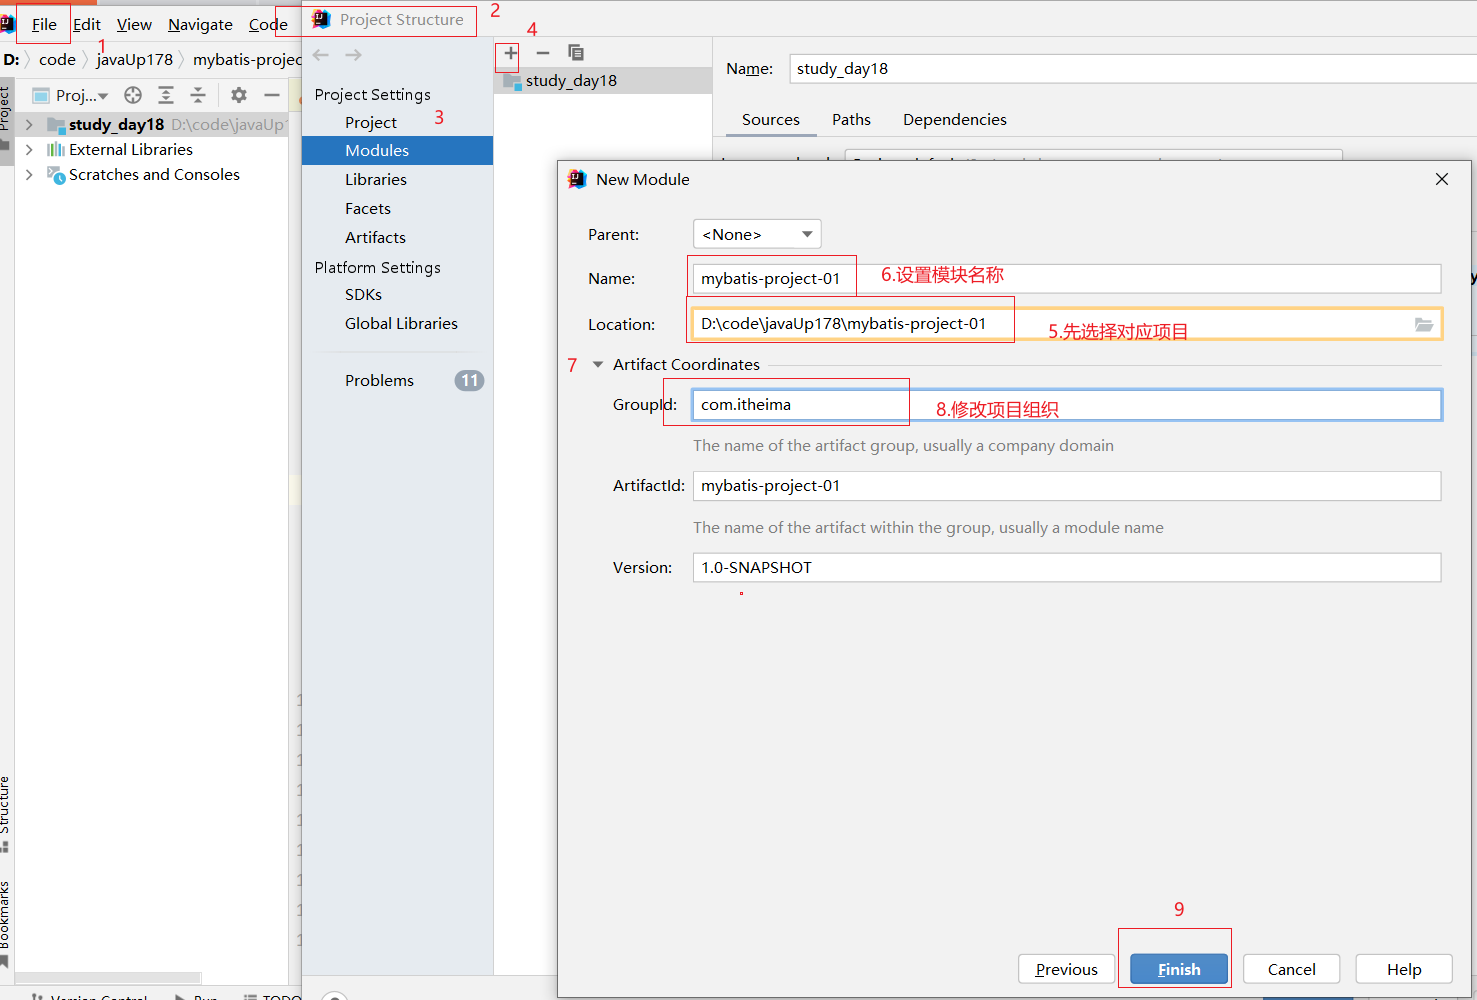 File Edit View Navigate Code
1
D: code javaUp178 mybatis-projec
Project
Proj...
study_day18 D:\code\javaUp1
External Libraries
Scratches and Consoles
Structure
Bookmarks
Version Control Run TODO
Project Structure
2
4
Project Settings
Project
3
Modules
Libraries
Facets
Artifacts
Platform Settings
SDKs
Global Libraries
Problems 11
study_day18
Name: study_day18
Sources Paths Dependencies
New Module
Parent: <None>
Name: mybatis-project-01
6.设置模块名称
Location: D:\code\javaUp178\mybatis-project-01
5.先选择对应项目
7
Artifact Coordinates
GroupId: com.itheima
8.修改项目组织
The name of the artifact group, usually a company domain
ArtifactId: mybatis-project-01
The name of the artifact within the group, usually a module name
Version: 1.0-SNAPSHOT
9
Previous Finish Cancel Help